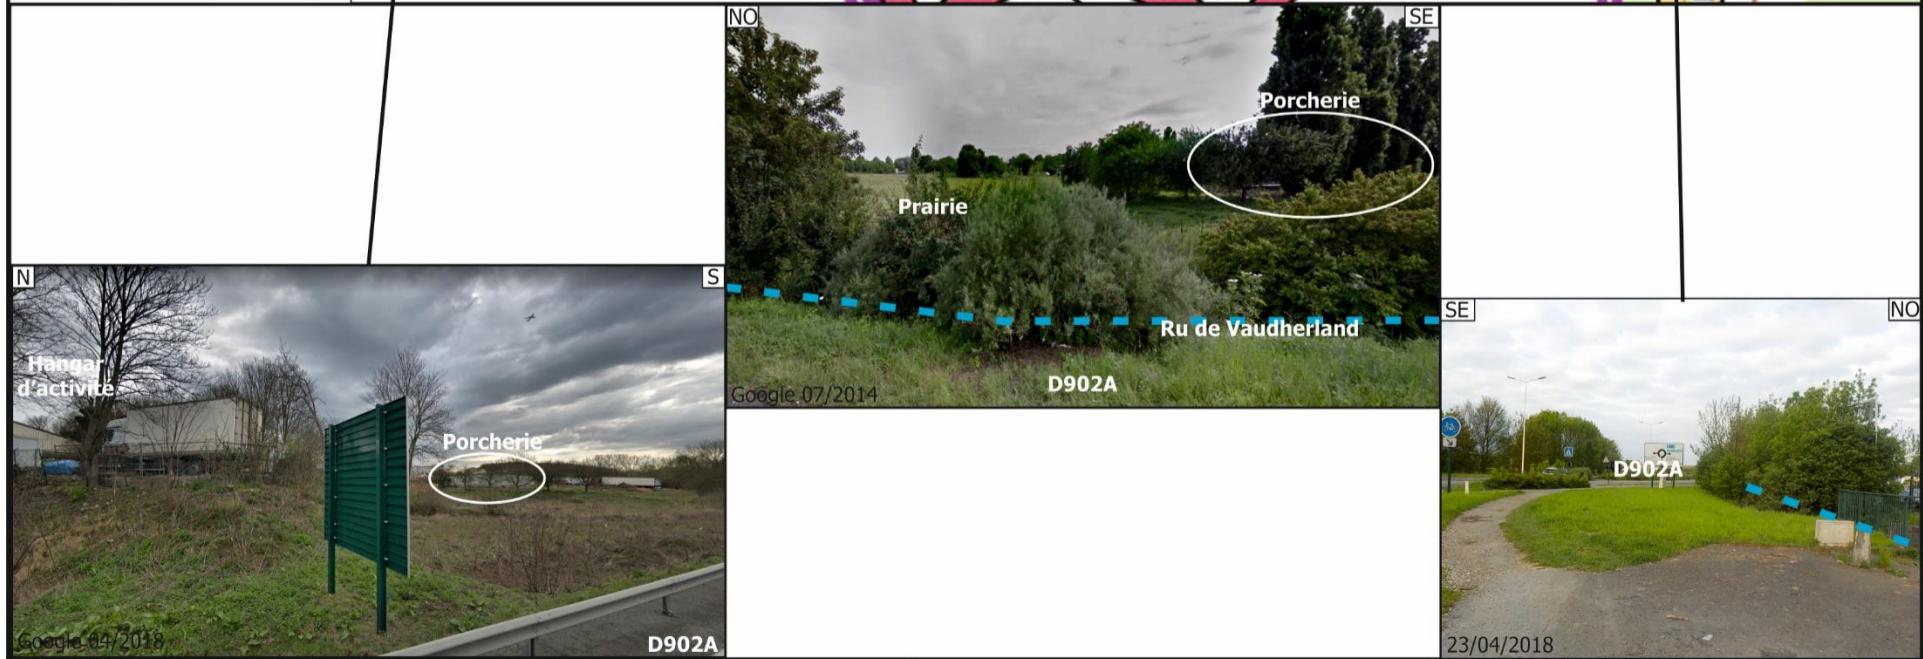 NO
SE
Porcherie
Prairie
Ru de Vaudherland
D902A
Google 07/2014
N
S
Hangar
d'activité
Porcherie
Google 04/2018
D902A
SE
NO
D902A
23/04/2018